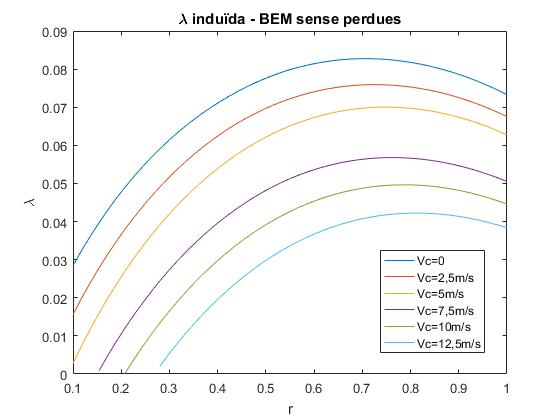 λ induïda - BEM sense perdues
0.09
0.08
0.07
0.06
0.05
0.04
0.03
0.02
0.01
0
λ
Vc=0
Vc=2,5m/s
Vc=5m/s
Vc=7,5m/s
Vc=10m/s
Vc=12,5m/s
0.1 0.2 0.3 0.4 0.5 0.6 0.7 0.8 0.9 1
r